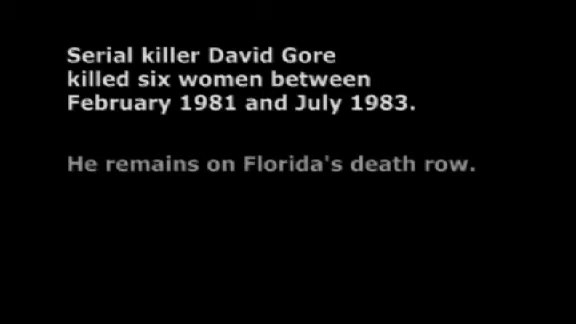 Serial killer David Gore
killed six women between
February 1981 and July 1983.
He remains on Florida's death row.